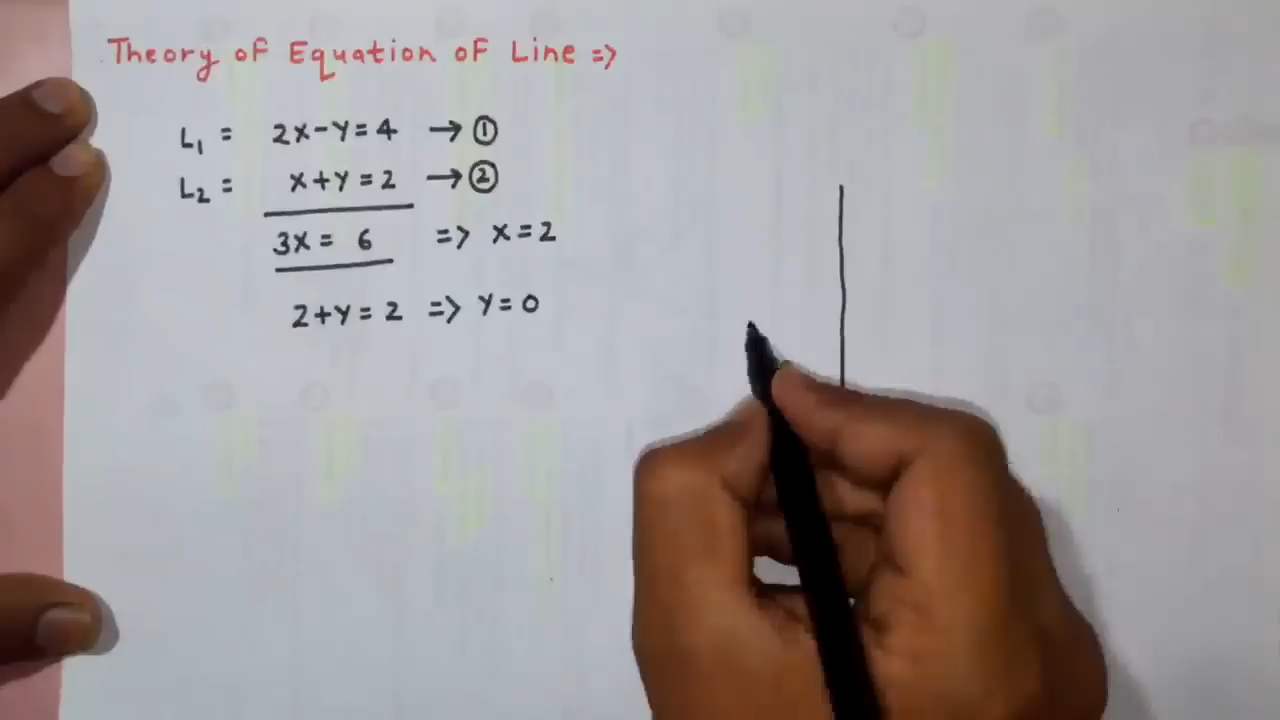 Theory of Equation of Line =>
L₁ = 2x-y=4 → ①
L₂ = x+y=2 → ②
3x = 6 => x=2
2+y=2 => y=0